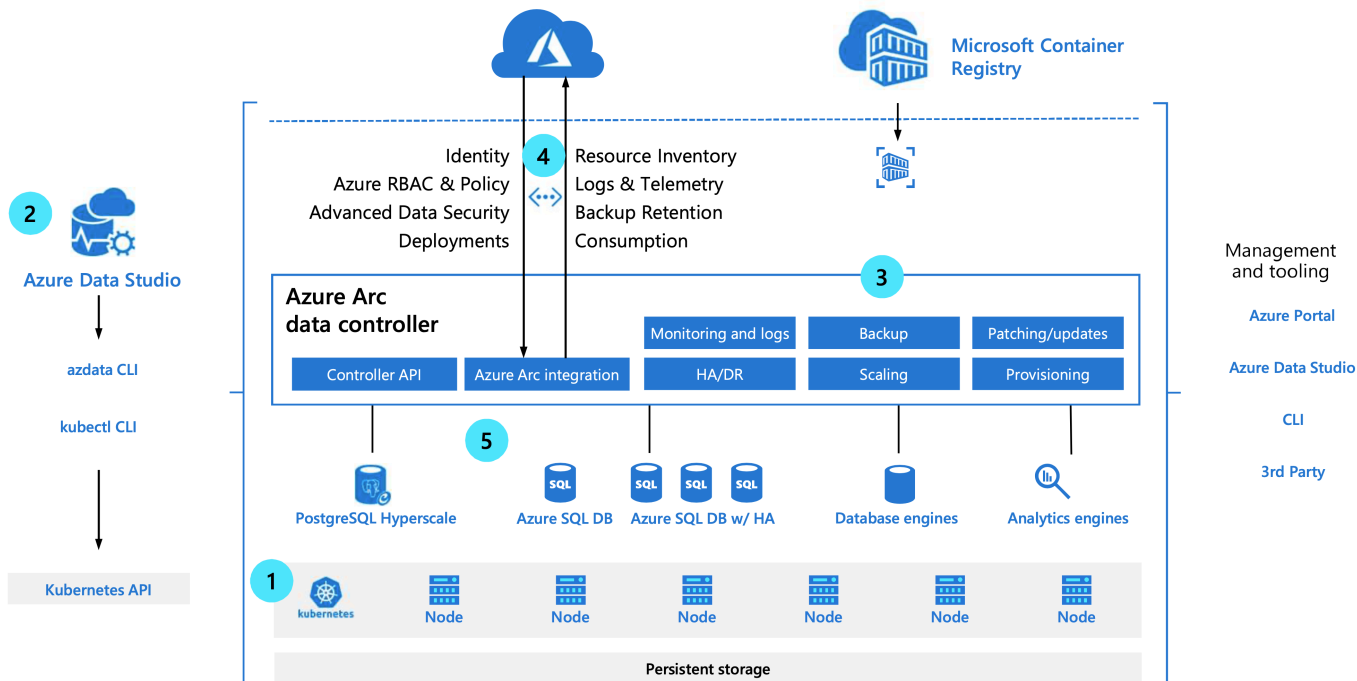 Microsoft Container
Registry
4
Identity
Azure RBAC & Policy
Advanced Data Security
Deployments
Resource Inventory
Logs & Telemetry
Backup Retention
Consumption
2
Azure Data Studio
azdata CLI
kubectl CLI
Kubernetes API
3
Azure Arc
data controller
Monitoring and logs
Backup
Patching/updates
Controller API
Azure Arc integration
HA/DR
Scaling
Provisioning
5
SQL
SQL
SQL
SQL
PostgreSQL Hyperscale
Azure SQL DB
Azure SQL DB w/ HA
Database engines
Analytics engines
1
kubernetes
Node
Node
Node
Node
Node
Node
Persistent storage
Management
and tooling
Azure Portal
Azure Data Studio
CLI
3rd Party